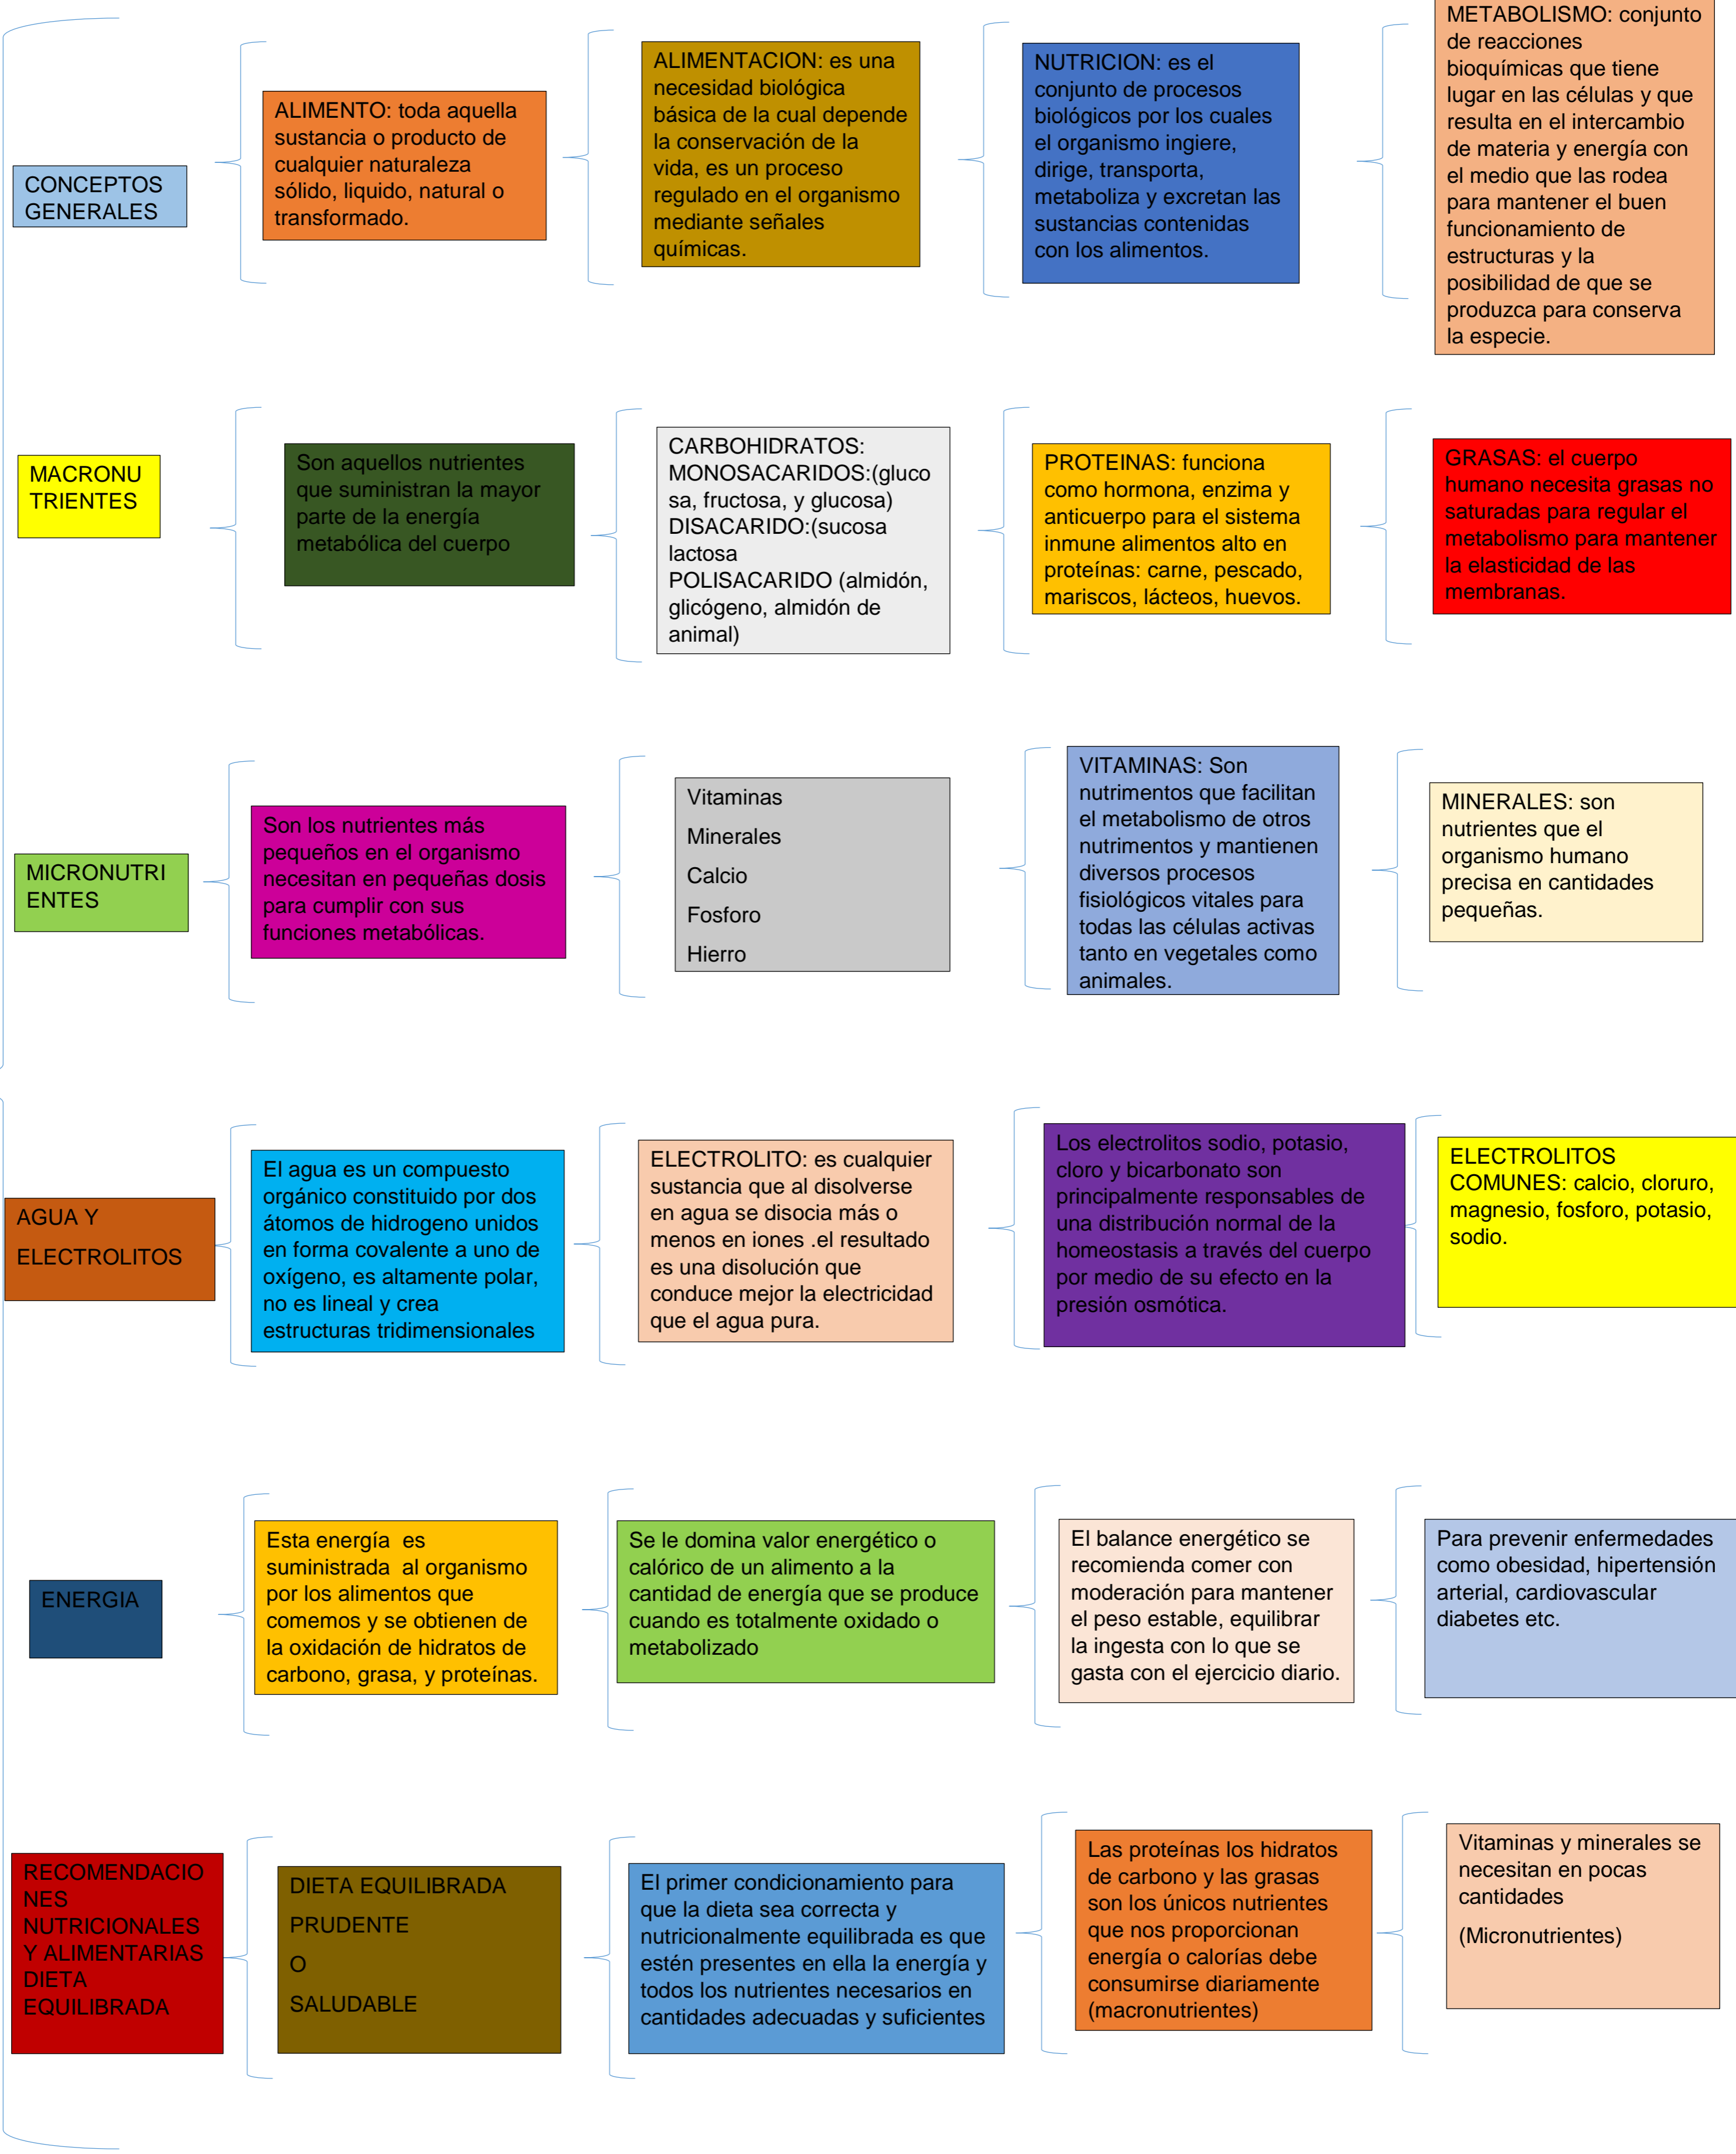 CONCEPTOS
GENERALES
ALIMENTO: toda aquella
sustancia o producto de
cualquier naturaleza
sólido, liquido, natural o
transformado.
ALIMENTACION: es una
necesidad biológica
básica de la cual depende
la conservación de la
vida, es un proceso
regulado en el organismo
mediante señales
químicas.
NUTRICION: es el
conjunto de procesos
biológicos por los cuales
el organismo ingiere,
dirige, transporta,
metaboliza y excretan las
sustancias contenidas
con los alimentos.
METABOLISMO: conjunto
de reacciones
bioquímicas que tiene
lugar en las células y que
resulta en el intercambio
de materia y energía con
el medio que las rodea
para mantener el buen
funcionamiento de
estructuras y la
posibilidad de que se
produzca para conserva
la especie.
MACRONU
TRIENTES
Son aquellos nutrientes
que suministran la mayor
parte de la energía
metabólica del cuerpo
CARBOHIDRATOS:
MONOSACARIDOS:(gluco
sa, fructosa, y glucosa)
DISACARIDO:(sucosa
lactosa
POLISACARIDO (almidón,
glicógeno, almidón de
animal)
PROTEINAS: funciona
como hormona, enzima y
anticuerpo para el sistema
inmune alimentos alto en
proteínas: carne, pescado,
mariscos, lácteos, huevos.
GRASAS: el cuerpo
humano necesita grasas no
saturadas para regular el
metabolismo para mantener
la elasticidad de las
membranas.
MICRONUTRI
ENTES
Son los nutrientes más
pequeños en el organismo
necesitan en pequeñas dosis
para cumplir con sus
funciones metabólicas.
Vitaminas
Minerales
Calcio
Fosforo
Hierro
VITAMINAS: Son
nutrimentos que facilitan
el metabolismo de otros
nutrimentos y mantienen
diversos procesos
fisiológicos vitales para
todas las células activas
tanto en vegetales como
animales.
MINERALES: son
nutrientes que el
organismo humano
precisa en cantidades
pequeñas.
AGUA Y
ELECTROLITOS
El agua es un compuesto
orgánico constituido por dos
átomos de hidrogeno unidos
en forma covalente a uno de
oxígeno, es altamente polar,
no es lineal y crea
estructuras tridimensionales
ELECTROLITO: es cualquier
sustancia que al disolverse
en agua se disocia más o
menos en iones .el resultado
es una disolución que
conduce mejor la electricidad
que el agua pura.
Los electrolitos sodio, potasio,
cloro y bicarbonato son
principalmente responsables de
una distribución normal de la
homeostasis a través del cuerpo
por medio de su efecto en la
presión osmótica.
ELECTROLITOS
COMUNES: calcio, cloruro,
magnesio, fosforo, potasio,
sodio.
ENERGIA
Esta energía es
suministrada al organismo
por los alimentos que
comemos y se obtienen de
la oxidación de hidratos de
carbono, grasa, y proteínas.
Se le domina valor energético o
calórico de un alimento a la
cantidad de energía que se produce
cuando es totalmente oxidado o
metabolizado
El balance energético se
recomienda comer con
moderación para mantener
el peso estable, equilibrar
la ingesta con lo que se
gasta con el ejercicio diario.
Para prevenir enfermedades
como obesidad, hipertensión
arterial, cardiovascular
diabetes etc.
RECOMENDACIO
NES
NUTRICIONALES
Y ALIMENTARIAS
DIETA
EQUILIBRADA
DIETA EQUILIBRADA
PRUDENTE
O
SALUDABLE
El primer condicionamiento para
que la dieta sea correcta y
nutricionalmente equilibrada es que
estén presentes en ella la energía y
todos los nutrientes necesarios en
cantidades adecuadas y suficientes
Las proteínas los hidratos
de carbono y las grasas
son los únicos nutrientes
que nos proporcionan
energía o calorías debe
consumirse diariamente
(macronutrientes)
Vitaminas y minerales se
necesitan en pocas
cantidades
(Micronutrientes)